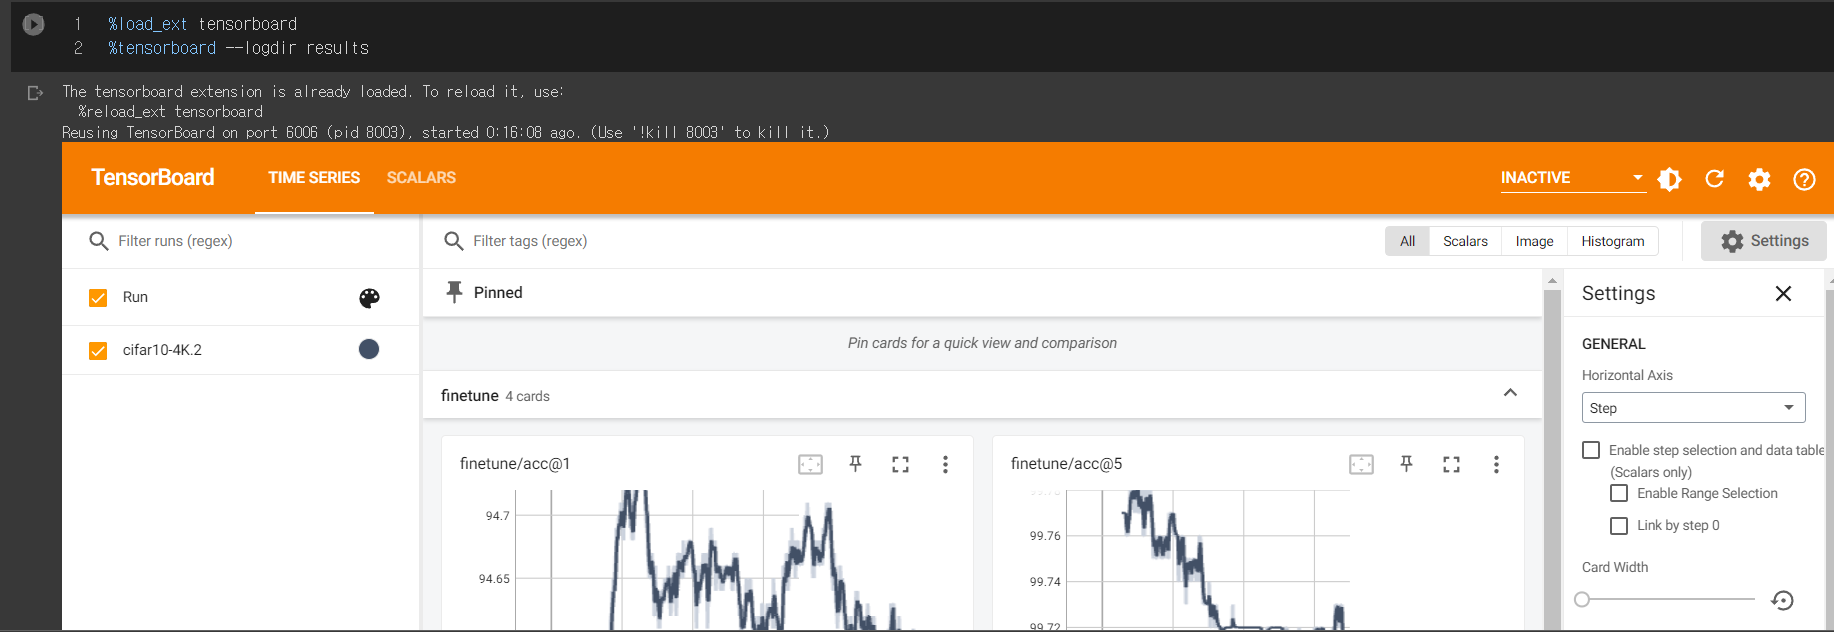 1 %load_ext tensorboard
2 %tensorboard --logdir results
The tensorboard extension is already loaded. To reload it, use:
%reload_ext tensorboard
Reusing TensorBoard on port 6006 (pid 8003), started 0:16:08 ago. (Use '!kill 8003' to kill it.)
TensorBoard TIME SERIES SCALARS INACTIVE
Filter runs (regex)
Filter tags (regex)
All Scalars Image Histogram Settings
Run
cifar10-4K.2
Pinned
Pin cards for a quick view and comparison
finetune 4 cards
finetune/acc@1
94.7
94.65
finetune/acc@5
99.76
99.74
99.72
Settings
GENERAL
Horizontal Axis
Step
Enable step selection and data table
(Scalars only)
Enable Range Selection
Link by step 0
Card Width